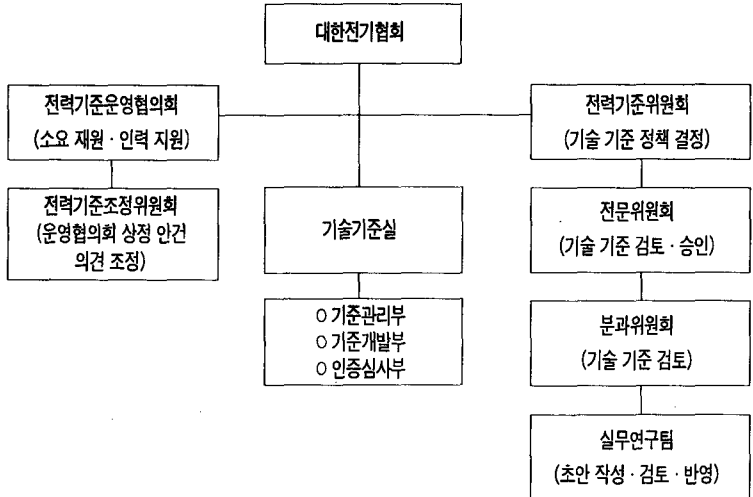 대한전기협회
전력기준운영협의회
(소요 재원 · 인력 지원)
전력기준조정위원회
(운영협의회 상정 안건
의견 조정)
기술기준실
○ 기준관리부
○ 기준개발부
○ 인증심사부
전력기준위원회
(기술 기준 정책 결정)
전문위원회
(기술 기준 검토 · 승인)
분과위원회
(기술 기준 검토)
실무연구팀
(초안 작성 · 검토 · 반영)